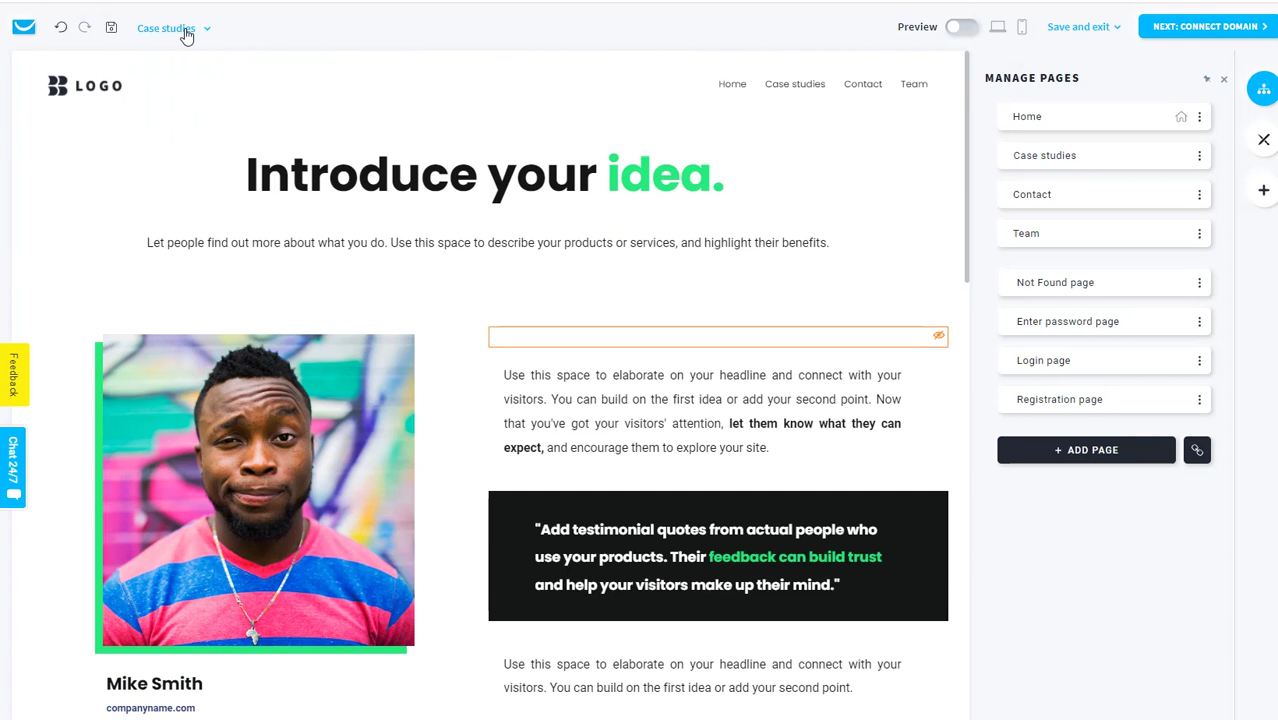 Case studies
Preview
Save and exit
NEXT: CONNECT DOMAIN
LOGO
Home
Case studies
Contact
Team
Introduce your idea.
Let people find out more about what you do. Use this space to describe your products or services, and highlight their benefits.
Use this space to elaborate on your headline and connect with your
visitors. You can build on the first idea or add your second point. Now
that you've got your visitors' attention, let them know what they can
expect, and encourage them to explore your site.
"Add testimonial quotes from actual people who
use your products. Their feedback can build trust
and help your visitors make up their mind."
Use this space to elaborate on your headline and connect with your
visitors. You can build on the first idea or add your second point.
Mike Smith
companyname.com
Feedback
Chat 24/7
MANAGE PAGES
Home
Case studies
Contact
Team
Not Found page
Enter password page
Login page
Registration page
+ ADD PAGE